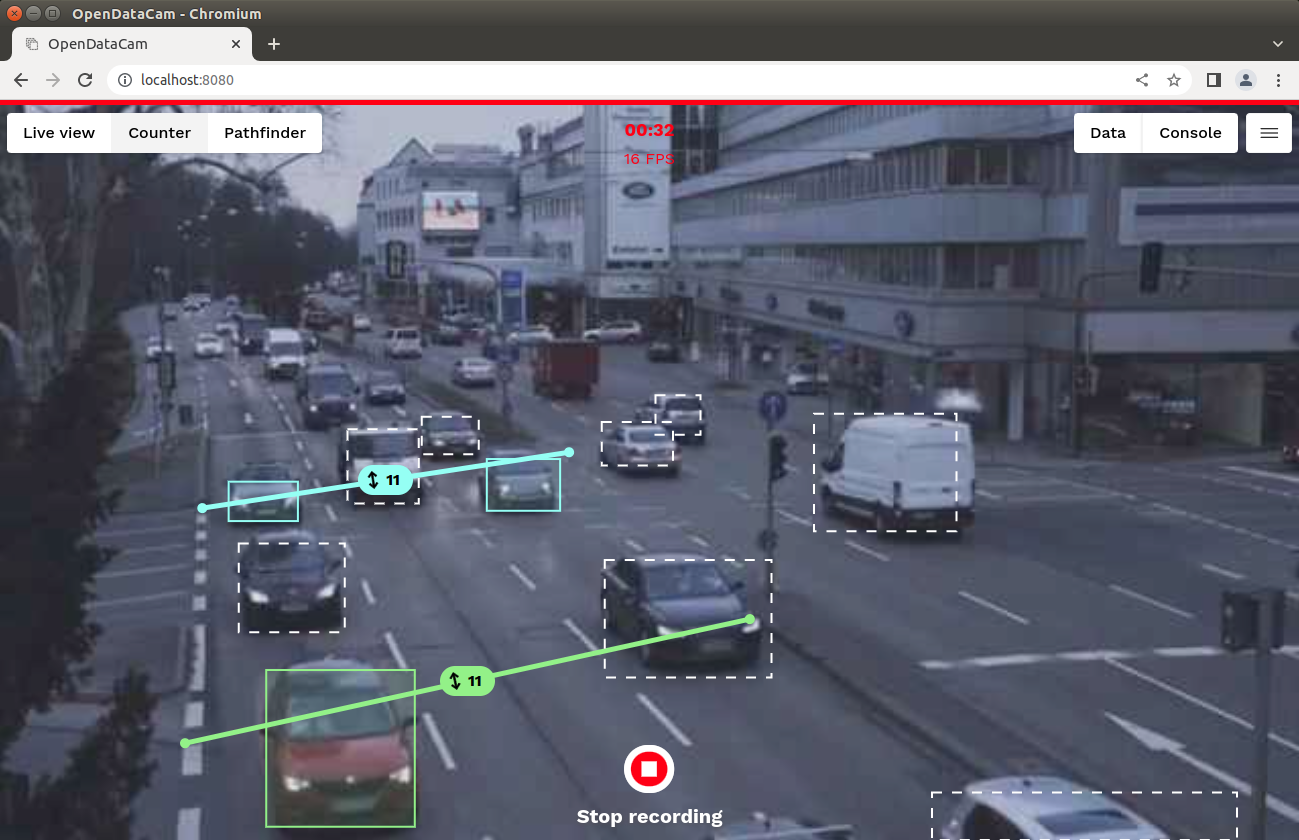 OpenDataCam - Chromium
OpenDataCam
localhost:8080
Live view
Counter
Pathfinder
00:32
16 FPS
Data
Console
11
11
Stop recording